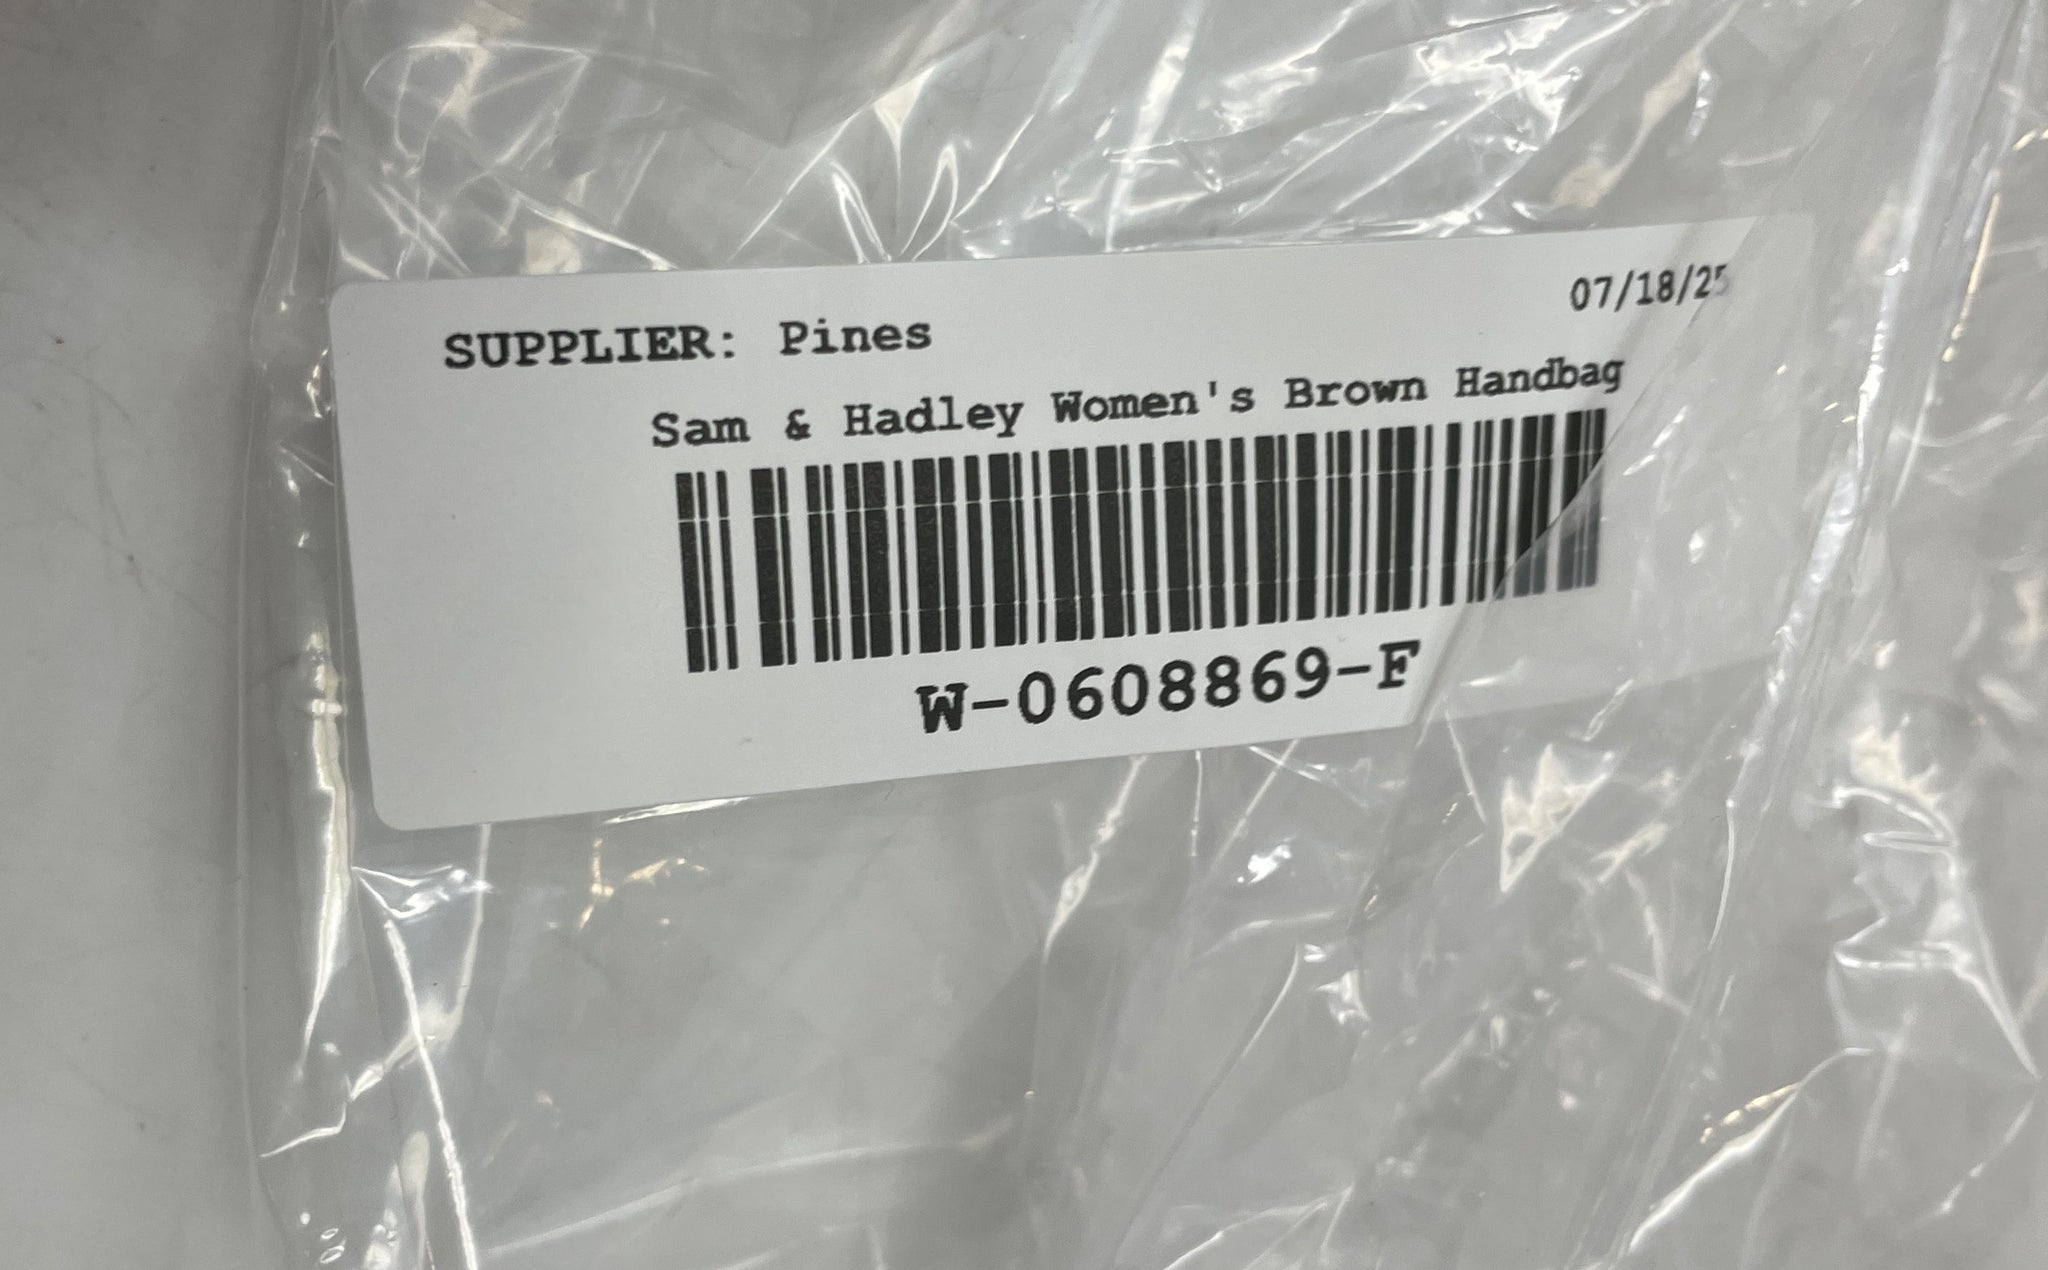 07/18/25
SUPPLIER: Pines
Sam & Hadley Women's Brown Handbag
W-0608869-F